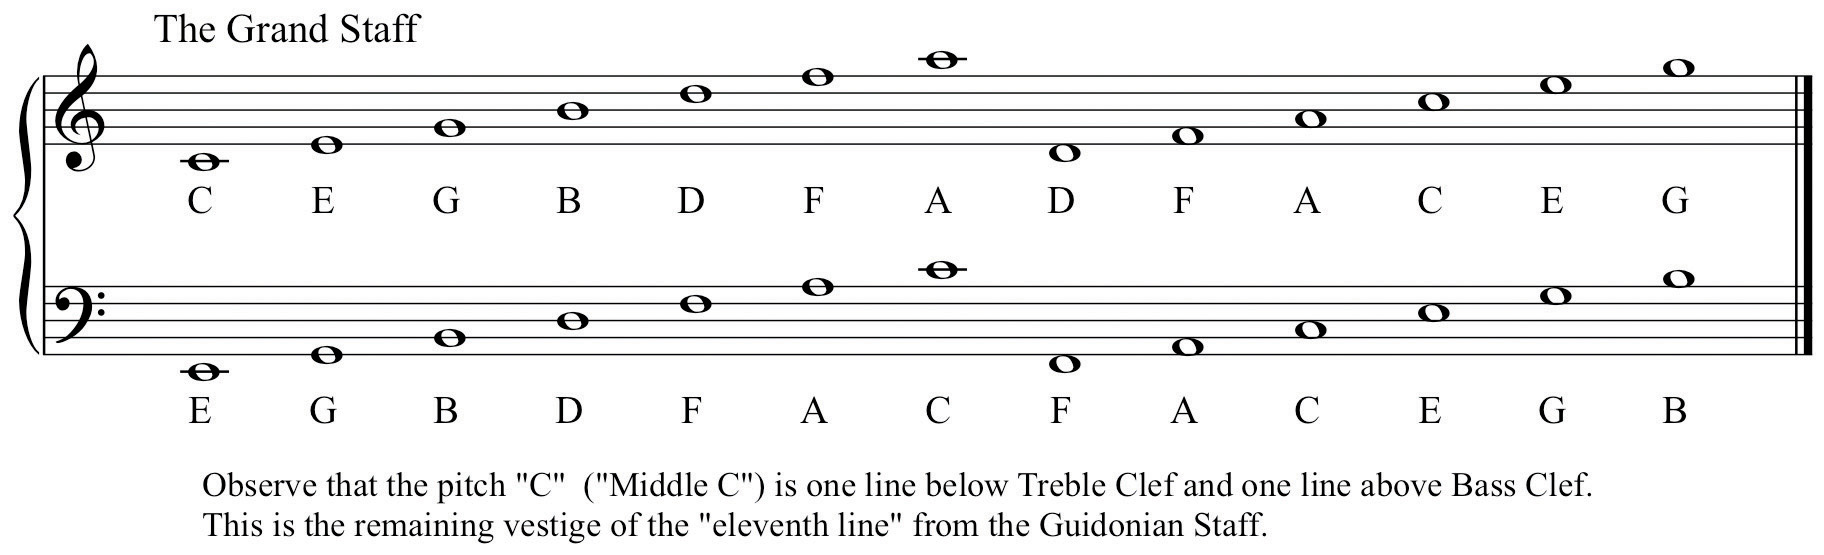 The Grand Staff
C E G B D F A D F A C E G
E G B D F A C F A C E G B
Observe that the pitch "C"  ("Middle C") is one line below Treble Clef and one line above Bass Clef.
This is the remaining vestige of the "eleventh line" from the Guidonian Staff.